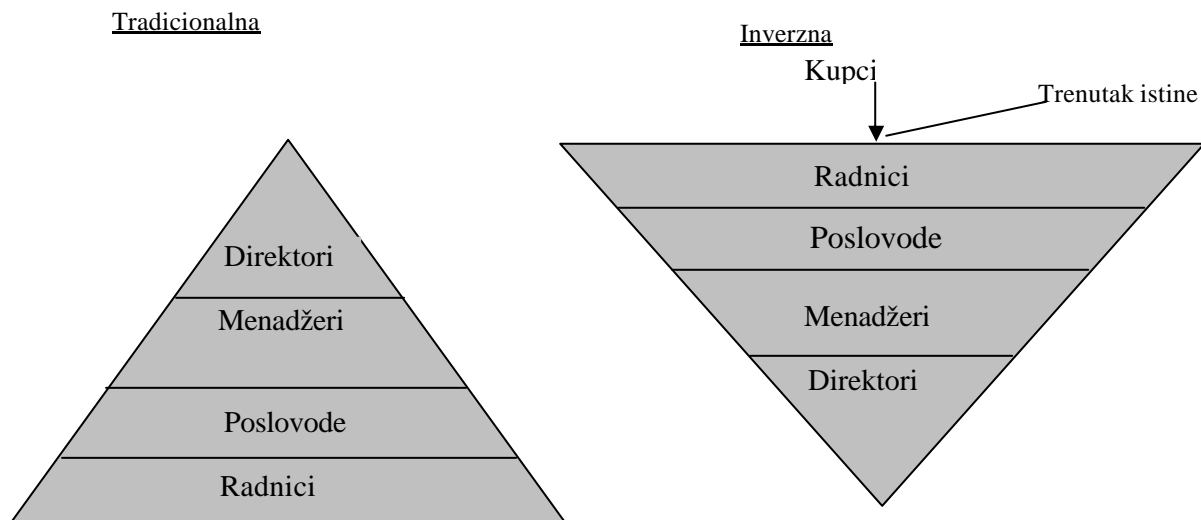 Tradicionalna
Direktori
Menadžeri
Poslovode
Radnici
Inverzna
Kupci
Trenutak istine
Radnici
Poslovode
Menadžeri
Direktori